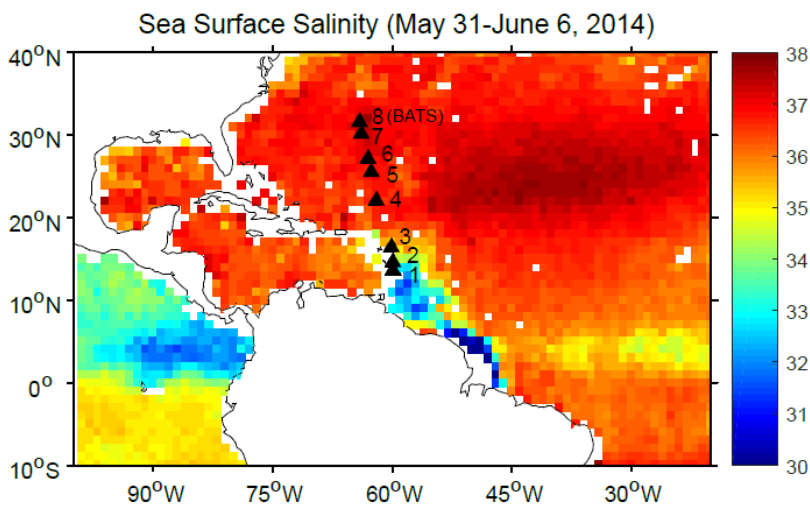 Sea Surface Salinity (May 31-June 6, 2014)
40°N
30°N
20°N
10°N
0°
10°S
90°W
75°W
60°W
45°W
30°W
8 (BATS)
7
6
5
4
3
2
1
38
37
36
35
34
33
32
31
30